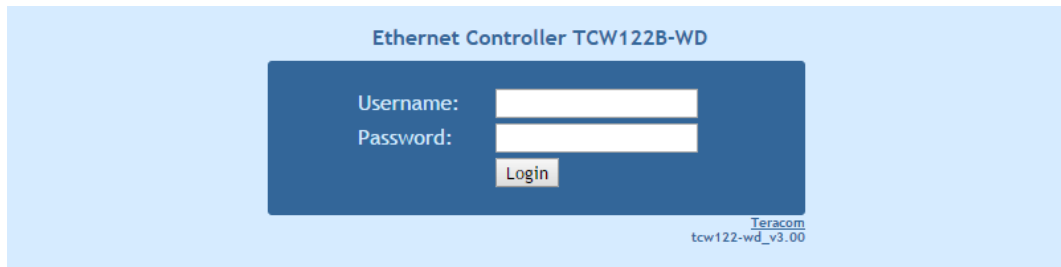 Ethernet Controller TCW122B-WD
Username:
Password:
Login
Teracom
tcw122-wd_v3.00